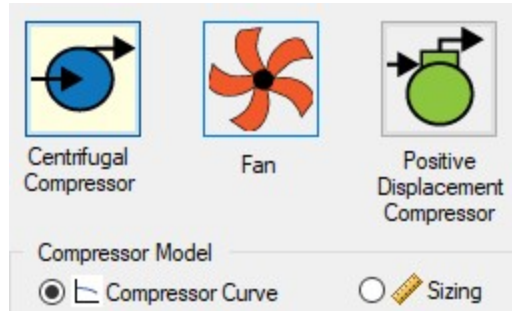 Centrifugal
Compressor
Fan
Positive
Displacement
Compressor
Compressor Model
Compressor Curve
Sizing